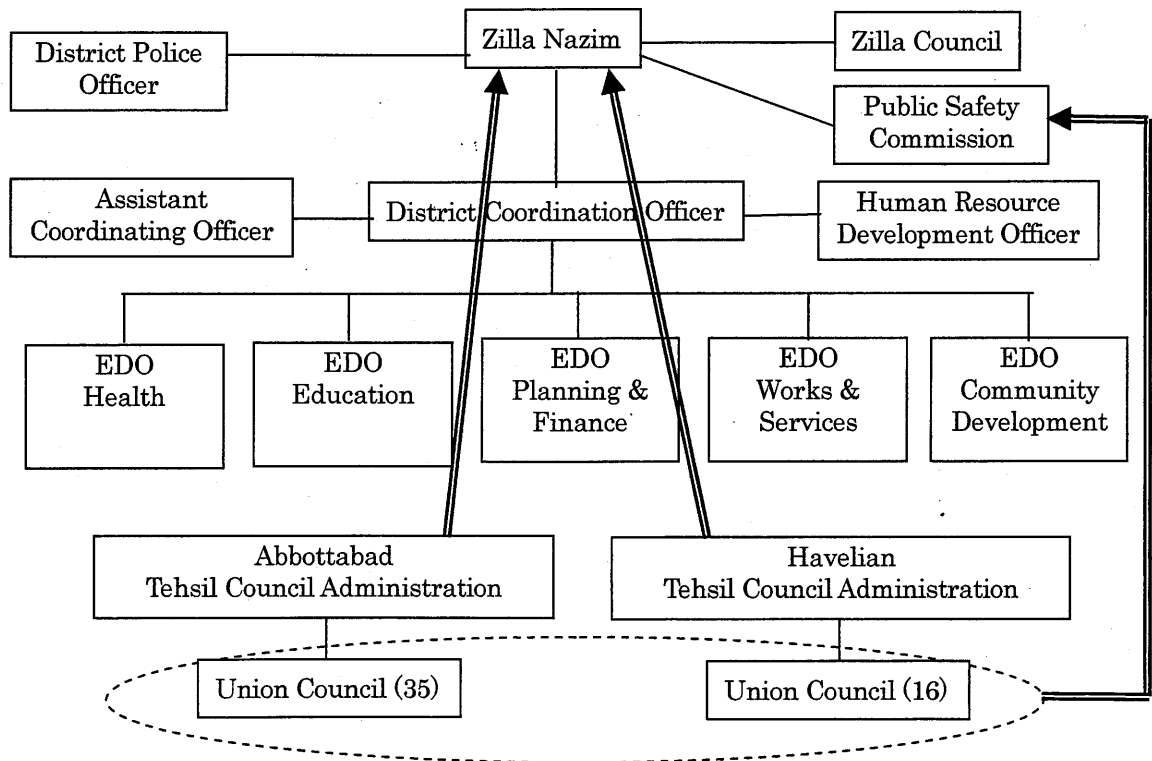 Zilla Nazim
Zilla Council
District Police
Officer
Public Safety
Commission
Assistant
Coordinating Officer
District Coordination Officer
Human Resource
Development Officer
EDO
Health
EDO
Education
EDO
Planning &
Finance
EDO
Works &
Services
EDO
Community
Development
Abbottabad
Tehsil Council Administration
Havelian
Tehsil Council Administration
Union Council (35)
Union Council (16)